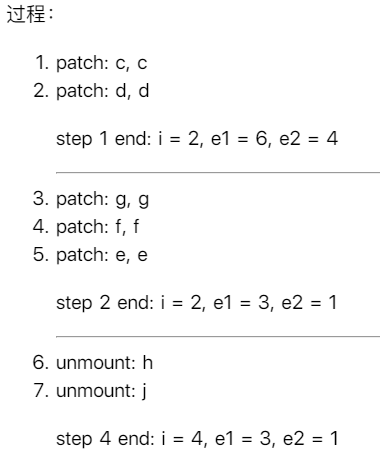 过程：
1. patch: c, c
2. patch: d, d
step 1 end: i = 2, e1 = 6, e2 = 4
3. patch: g, g
4. patch: f, f
5. patch: e, e
step 2 end: i = 2, e1 = 3, e2 = 1
6. unmount: h
7. unmount: j
step 4 end: i = 4, e1 = 3, e2 = 1